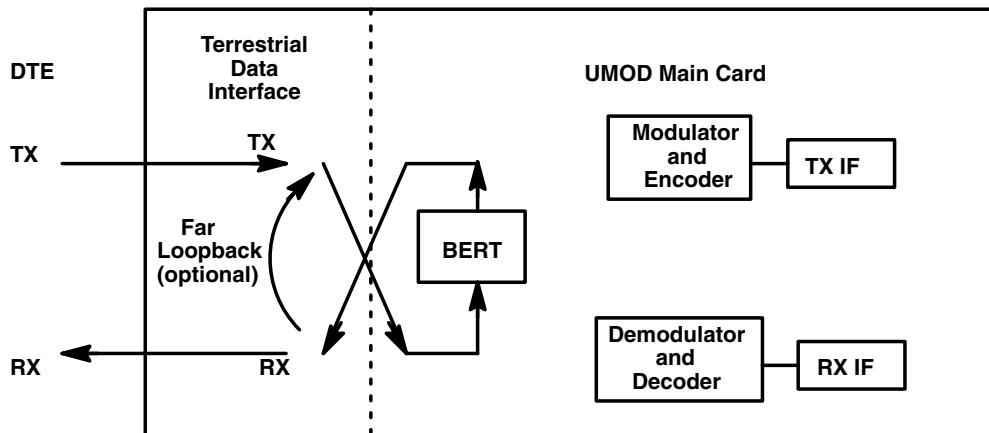 Terrestrial
Data
Interface
DTE
UMOD Main Card
TX
TX
Modulator
and
Encoder
TX IF
Far
Loopback
(optional)
BERT
RX
RX
Demodulator
and
Decoder
RX IF